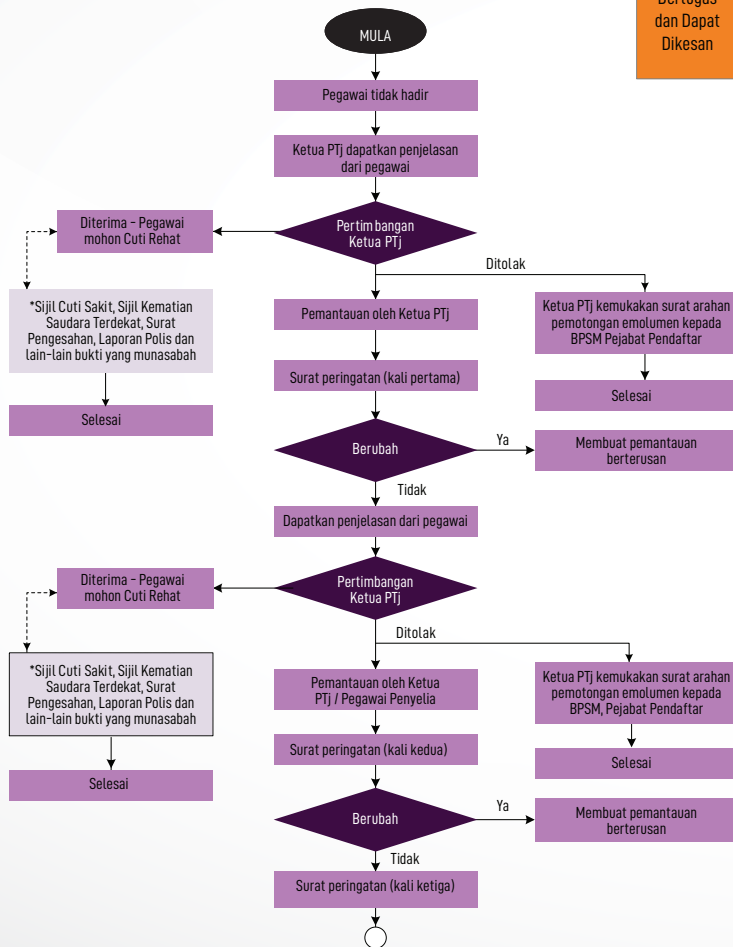 Bertugas
dan Dapat
Dikesan
MULA
Pegawai tidak hadir
Ketua PTj dapatkan penjelasan
dari pegawai
Pertimbangan
Ketua PTj
Diterima - Pegawai
mohon Cuti Rehat
*Sijil Cuti Sakit, Sijil Kematian
Saudara Terdekat, Surat
Pengesahan, Laporan Polis dan
lain-lain bukti yang munasabah
Selesai
Ditolak
Pemantauan oleh Ketua PTj
Ketua PTj kemukakan surat arahan
pemotongan emolumen kepada
BPSM Pejabat Pendaftar
Selesai
Surat peringatan (kali pertama)
Berubah
Ya
Membuat pemantauan
berterusan
Tidak
Dapatkan penjelasan dari pegawai
Pertimbangan
Ketua PTj
Diterima - Pegawai
mohon Cuti Rehat
*Sijil Cuti Sakit, Sijil Kematian
Saudara Terdekat, Surat
Pengesahan, Laporan Polis dan
lain-lain bukti yang munasabah
Selesai
Ditolak
Pemantauan oleh Ketua
PTj / Pegawai Penyelia
Ketua PTj kemukakan surat arahan
pemotongan emolumen kepada
BPSM, Pejabat Pendaftar
Selesai
Surat peringatan (kali kedua)
Berubah
Ya
Membuat pemantauan
berterusan
Tidak
Surat peringatan (kali ketiga)